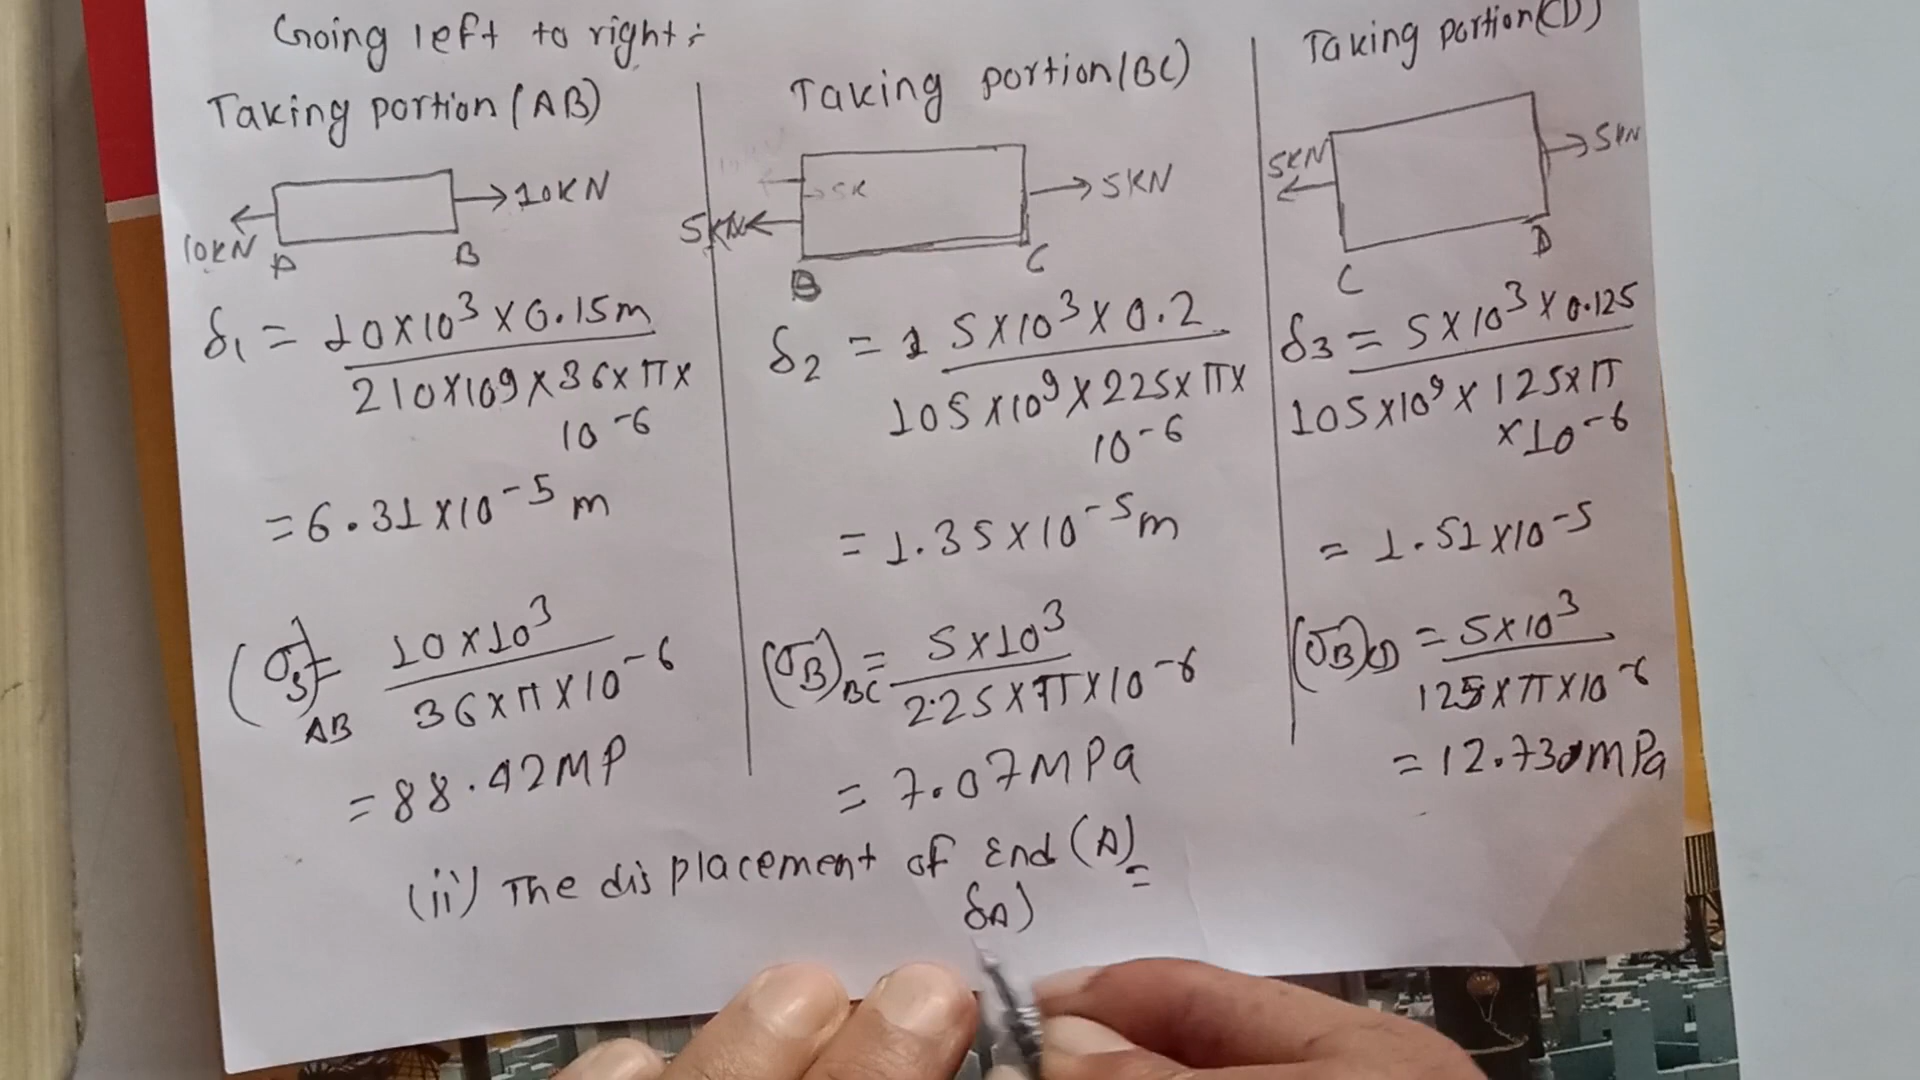 Going left to right:
Taking portion (AB)
10KN
10KN
A
B
δ1 = 10×10^3 × 0.15m
210×109×36×π×
10^-6
= 6.31×10^-5 m
(σs)AB = 10×10^3
36×π×10^-6
= 88.42MP
Taking portion (BC)
5K
5KN
5KN
B
C
δ2 = 5×10^3×0.2
105×10^9×225×π×
10^-6
= 1.35×10^-5 m
(σB)BC = 5×10^3
2.25×π×10^-6
= 7.07MPa
Taking portion (CD)
5KN
5KN
C
D
δ3 = 5×10^3×0.125
105×10^9×125×π
×10^-6
= 1.51×10^-5
(σB)CD = 5×10^3
125×π×10^-6
= 12.730MPa
(ii) The displacement of End (A) =
δA)